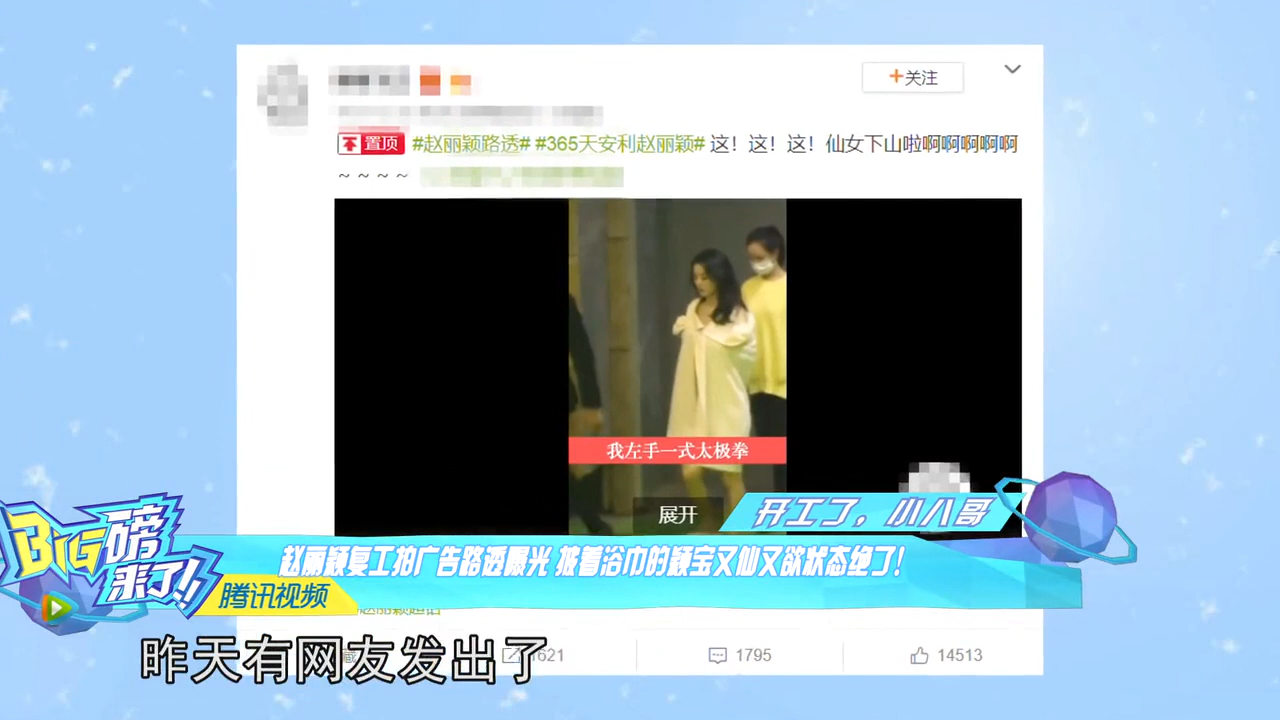 +关注
置顶 #赵丽颖路透# #365天安利赵丽颖# 这！这！这！仙女下山啦啊啊啊啊啊
~ ~ ~ ~
我左手一式太极拳
展开
开工了，小八哥
BIG磅来了!!
赵丽颖复工拍广告路透曝光 披着浴巾的颖宝又仙又欲状态绝了!
腾讯视频
昨天有网友发出了
1621
1795
14513